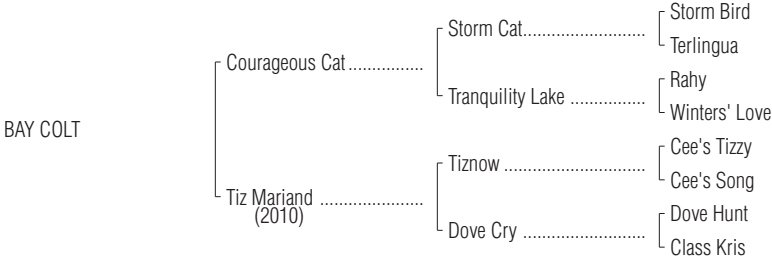 Storm Bird
Storm Cat..........................
Terlingua
Courageous Cat ................
Rahy
Tranquility Lake ................
Winters' Love
BAY COLT
Cee's Tizzy
Tiznow ..............................
Cee's Song
Tiz Mariand ......................
(2010)
Dove Hunt
Dove Cry ..........................
Class Kris